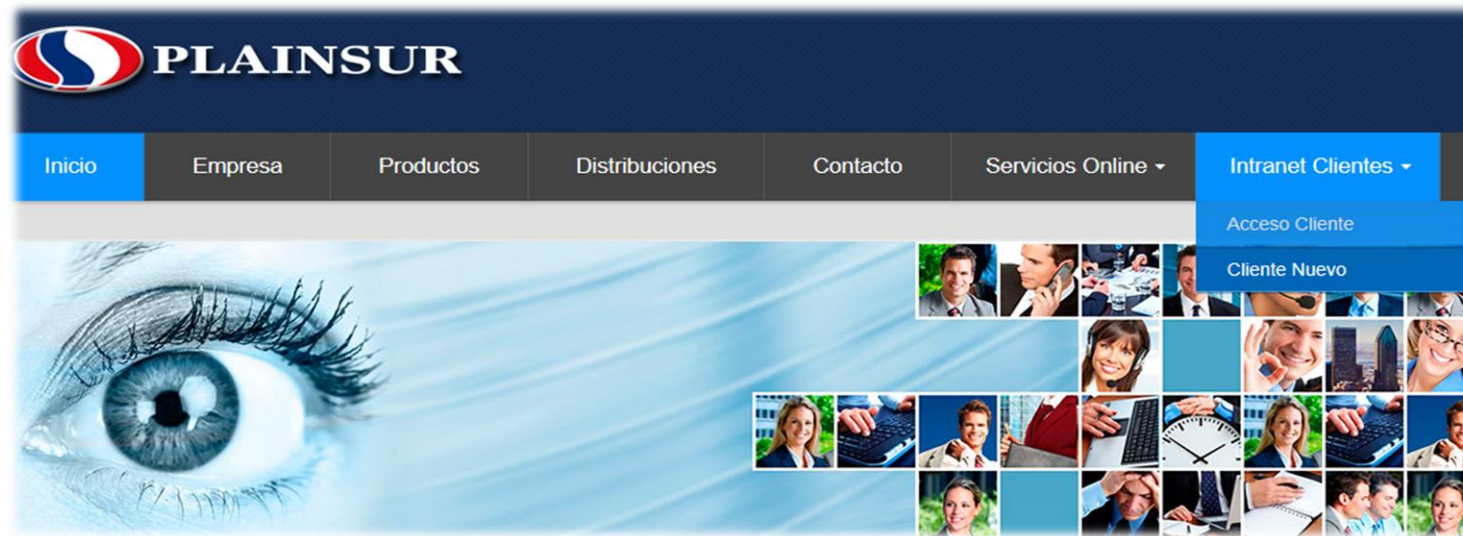 PLAINSUR
Inicio Empresa Productos Distribuciones Contacto Servicios Online Intranet Clientes
Acceso Cliente
Cliente Nuevo